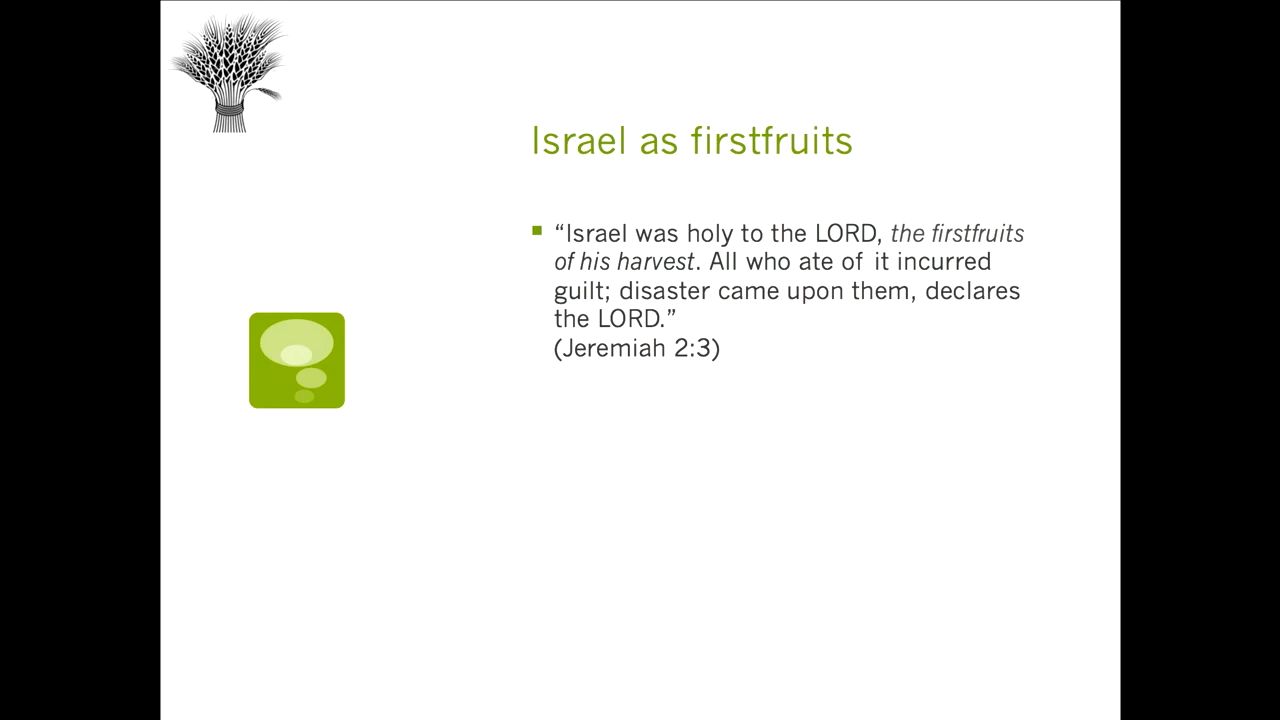 Israel as firstfruits
“Israel was holy to the LORD, the firstfruits
of his harvest. All who ate of it incurred
guilt; disaster came upon them, declares
the LORD.”
(Jeremiah 2:3)